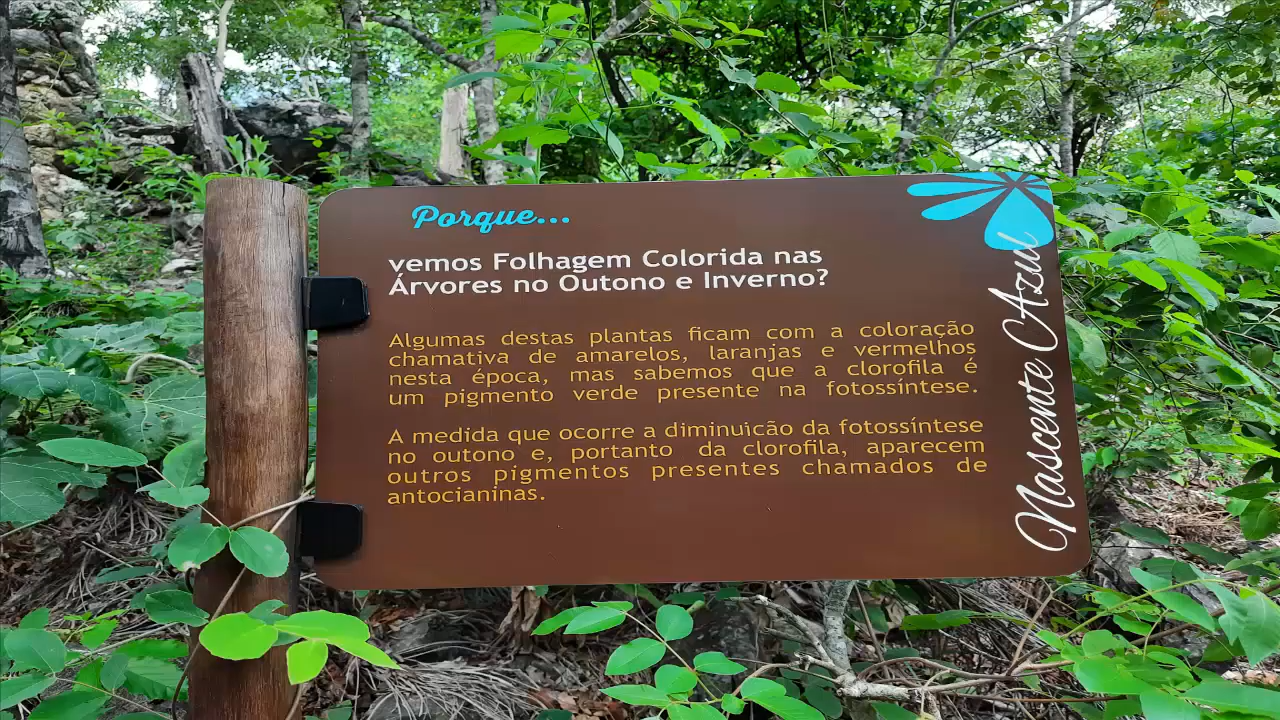 Porque...
vemos Folhagem Colorida nas
Árvores no Outono e Inverno?
Algumas destas plantas ficam com a coloração
chamativa de amarelos, laranjas e vermelhos
nesta época, mas sabemos que a clorofila é
um pigmento verde presente na fotossíntese.
A medida que ocorre a diminuicão da fotossíntese
no outono e, portanto da clorofila, aparecem
outros pigmentos presentes chamados de
antocianinas.
Nascente Azul